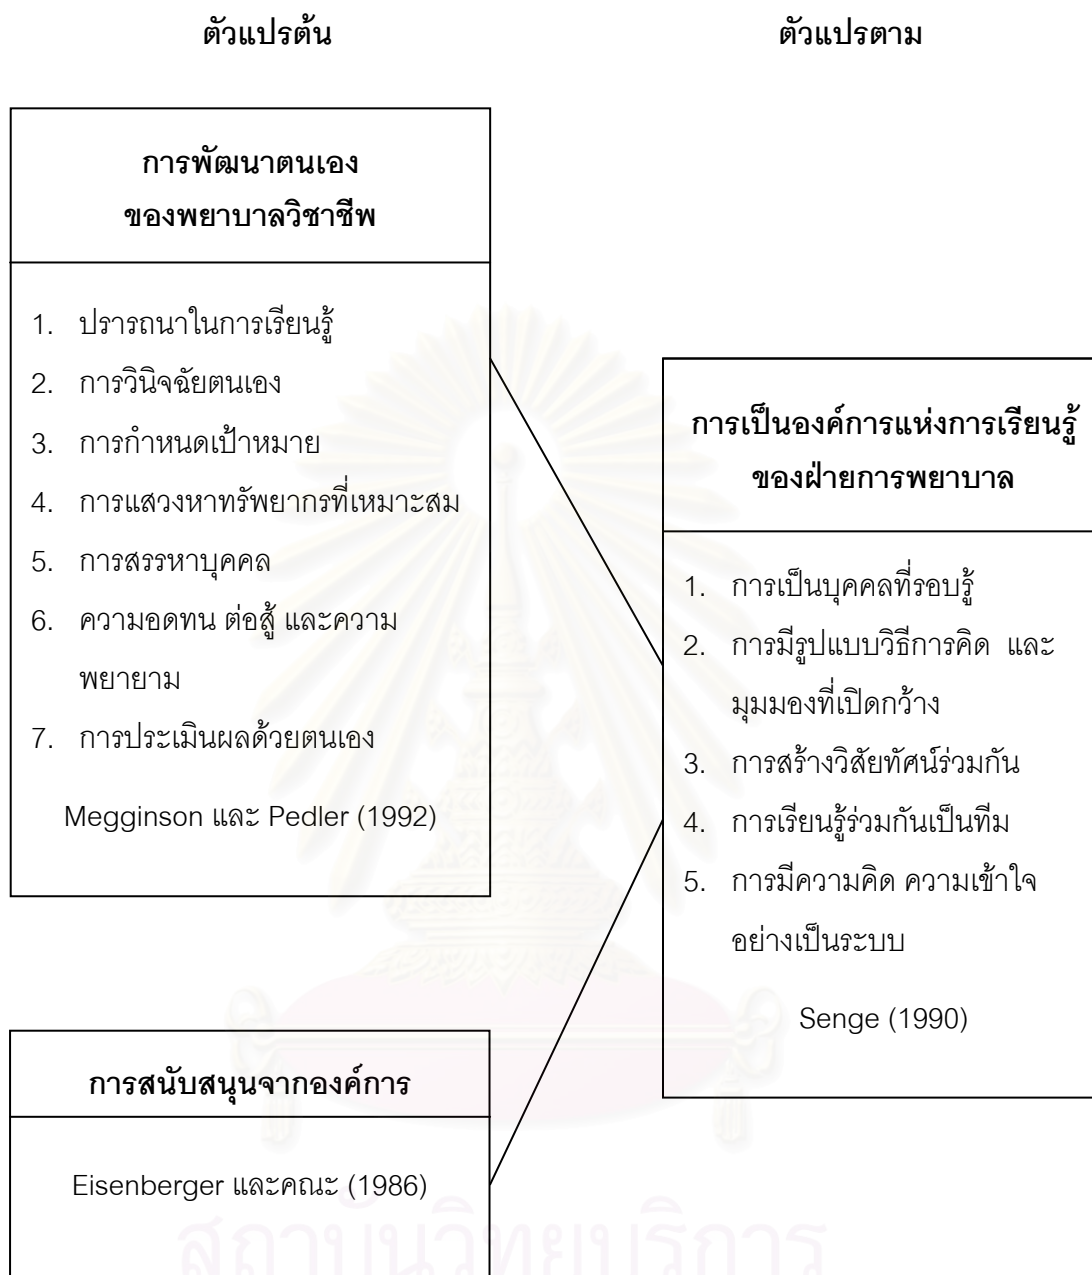 ตัวแปรต้น
ตัวแปรตาม
การพัฒนาตนเอง
ของพยาบาลวิชาชีพ
1. ปรารถนาในการเรียนรู้
2. การวินิจฉัยตนเอง
3. การกำหนดเป้าหมาย
4. การแสวงหาทรัพยากรที่เหมาะสม
5. การสรรหาบุคคล
6. ความอดทน ต่อสู้ และความ
พยายาม
7. การประเมินผลด้วยตนเอง
Megginson และ Pedler (1992)
การสนับสนุนจากองค์การ
Eisenberger และคณะ (1986)
การเป็นองค์การแห่งการเรียนรู้
ของฝ่ายการพยาบาล
1. การเป็นบุคคลที่รอบรู้
2. การมีรูปแบบวิธีการคิด และ
มุมมองที่เปิดกว้าง
3. การสร้างวิสัยทัศน์ร่วมกัน
4. การเรียนรู้ร่วมกันเป็นทีม
5. การมีความคิด ความเข้าใจ
อย่างเป็นระบบ
Senge (1990)
สถาบันวิทยบริการ